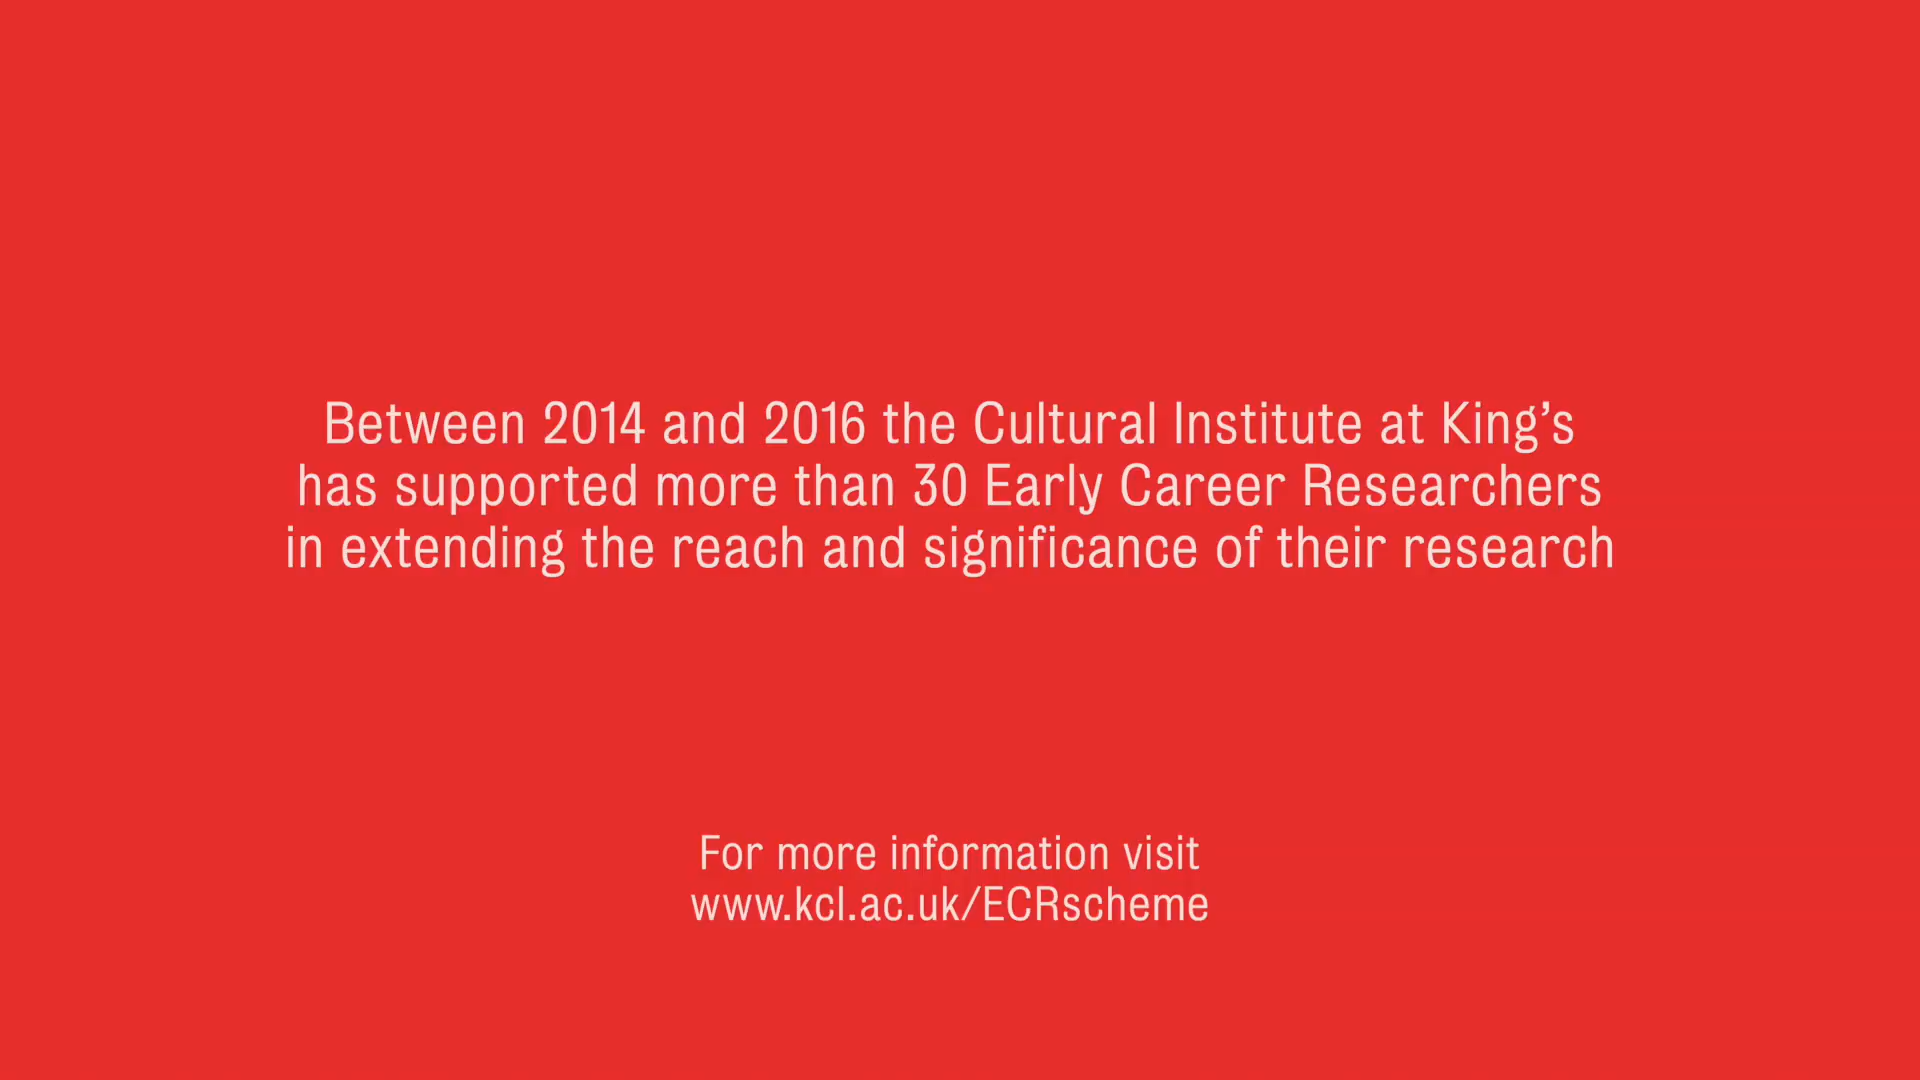 Between 2014 and 2016 the Cultural Institute at King’s
has supported more than 30 Early Career Researchers
in extending the reach and significance of their research
For more information visit
www.kcl.ac.uk/ECRscheme